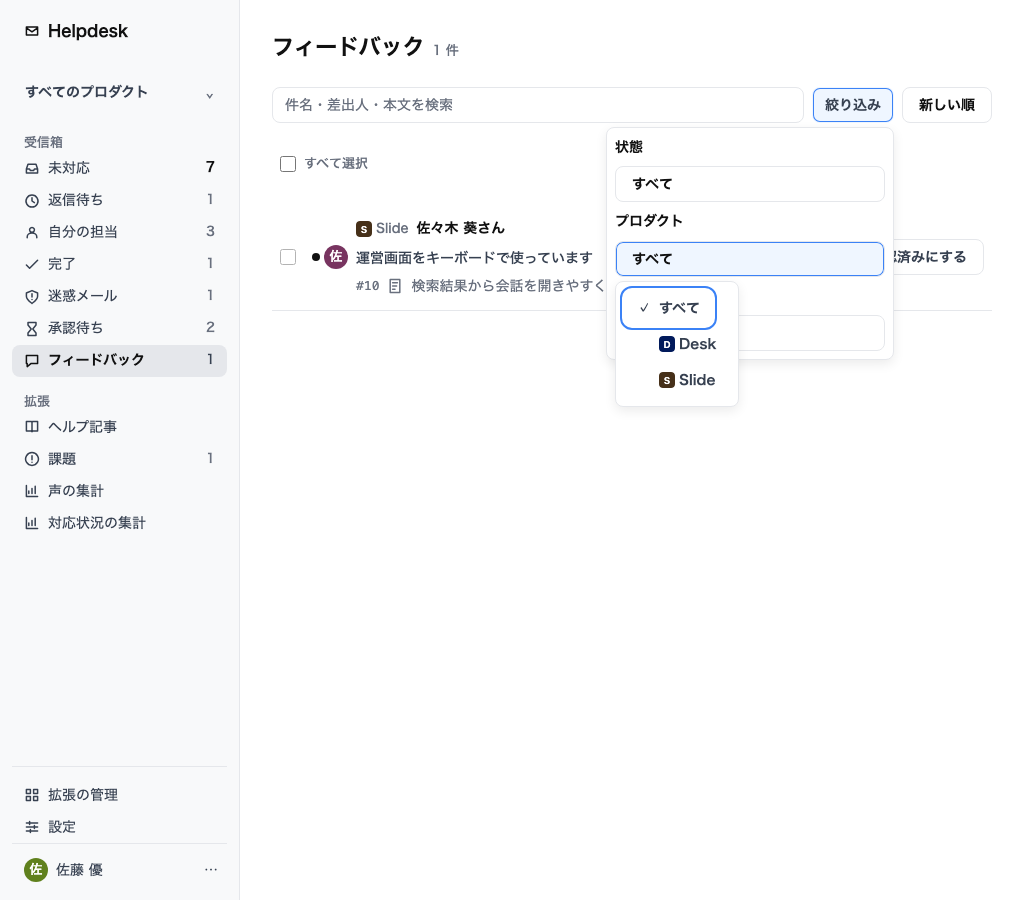 Helpdesk
すべてのプロダクト
受信箱
未対応 7
返信待ち 1
自分の担当 3
完了 1
迷惑メール 1
承認待ち 2
フィードバック 1
拡張
ヘルプ記事
課題 1
声の集計
対応状況の集計
拡張の管理
設定
佐 佐藤 優
フィードバック 1 件
件名・差出人・本文を検索 絞り込み 新しい順
すべて選択
S Slide 佐々木 葵さん
佐 運営画面をキーボードで使っています
#10 検索結果から会話を開きやすく
済みにする
状態
すべて
プロダクト
すべて
✓ すべて
D Desk
S Slide